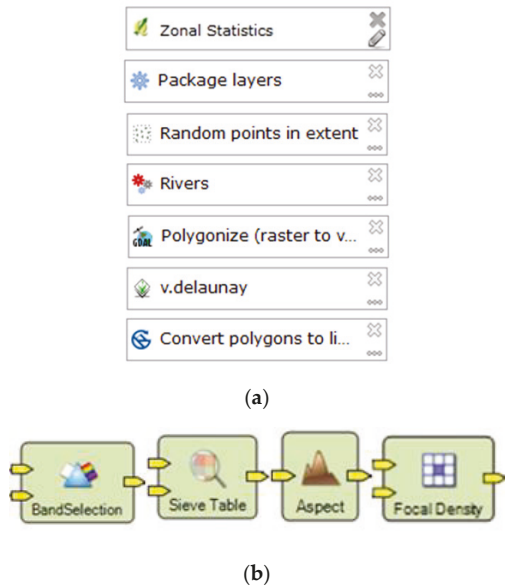 Zonal Statistics
Package layers
Random points in extent
Rivers
GDAL
Polygonize (raster to v...
v.delaunay
Convert polygons to li...
(a)
BandSelection
Sieve Table
Aspect
Focal Density
(b)